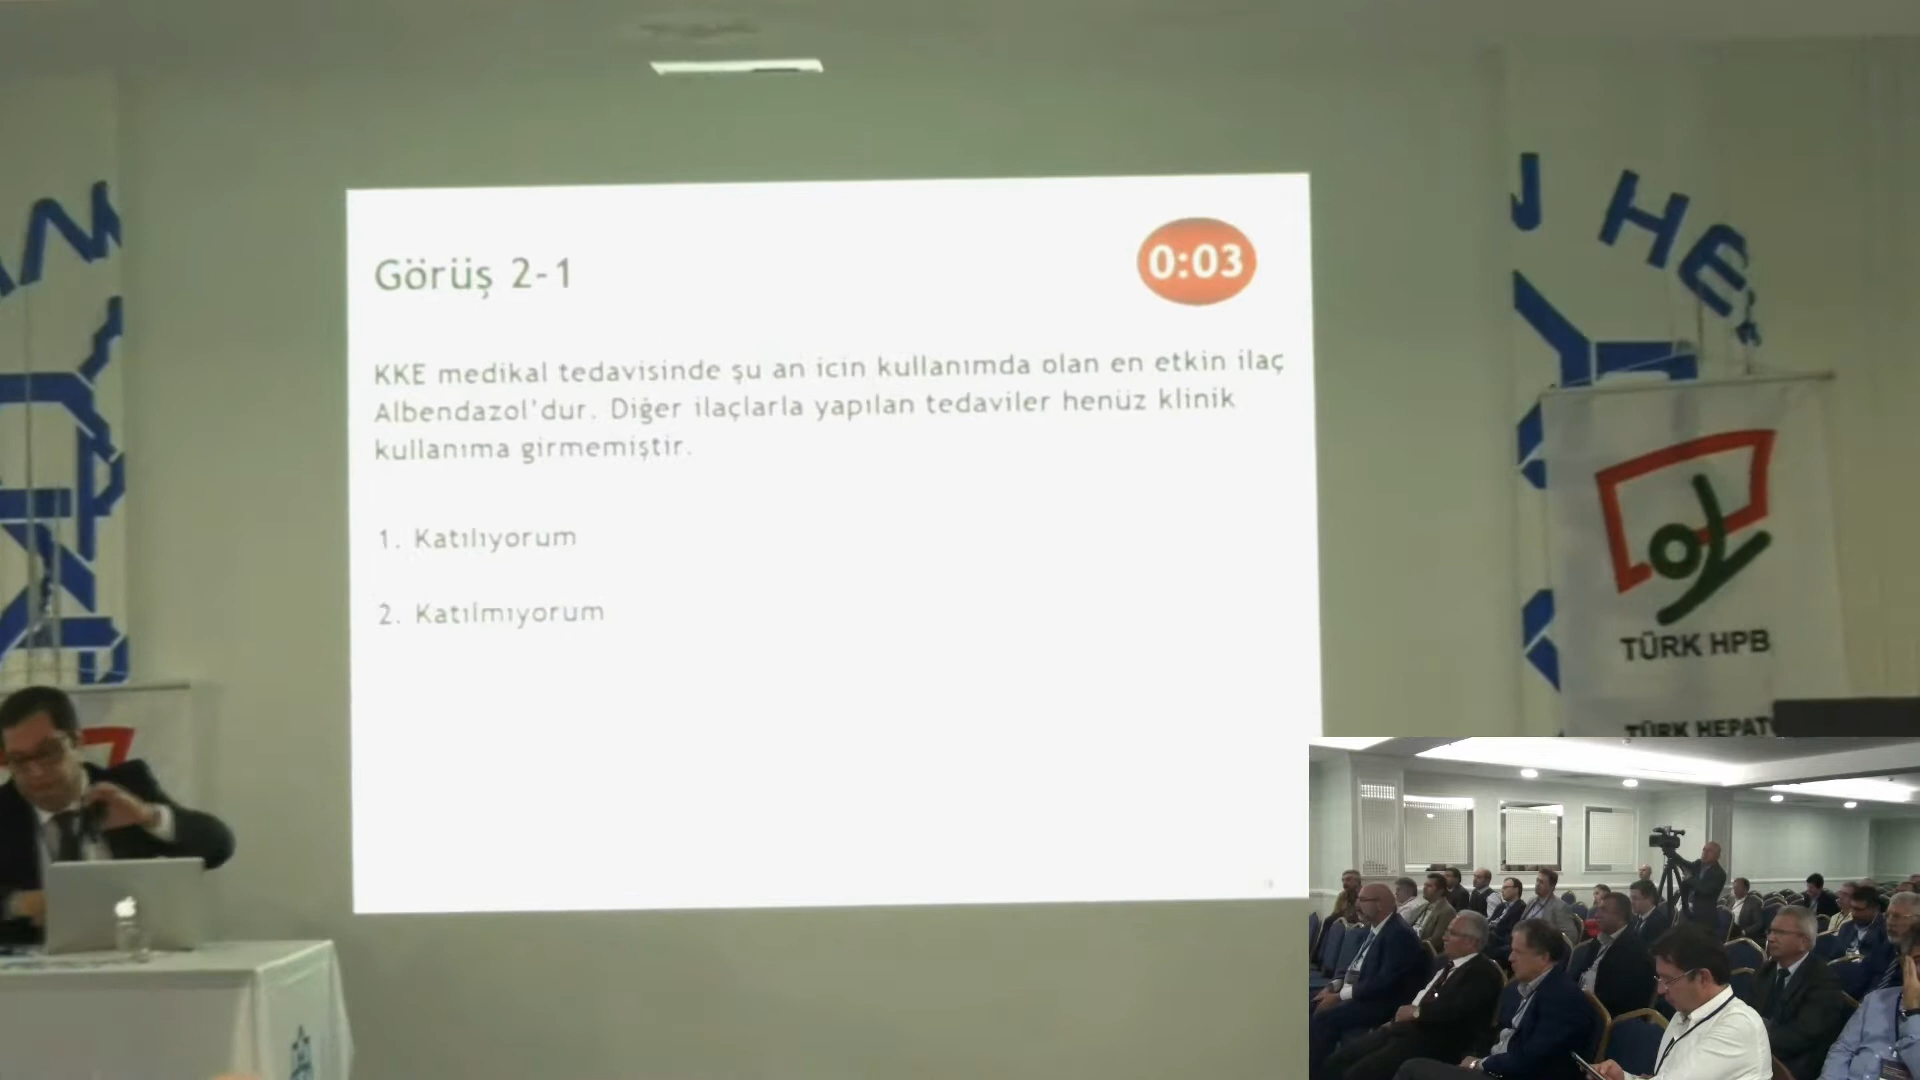 Görüş 2-1
0:03
KKE medikal tedavisinde şu an icin kullanımda olan en etkin ilaç
Albendazol'dur. Diğer ilaçlarla yapılan tedaviler henüz klinik
kullanıma girmemiştir.
1. Katılıyorum
2. Katılmıyorum
J HE
TÜRK HPB
TÜRK HEPAT